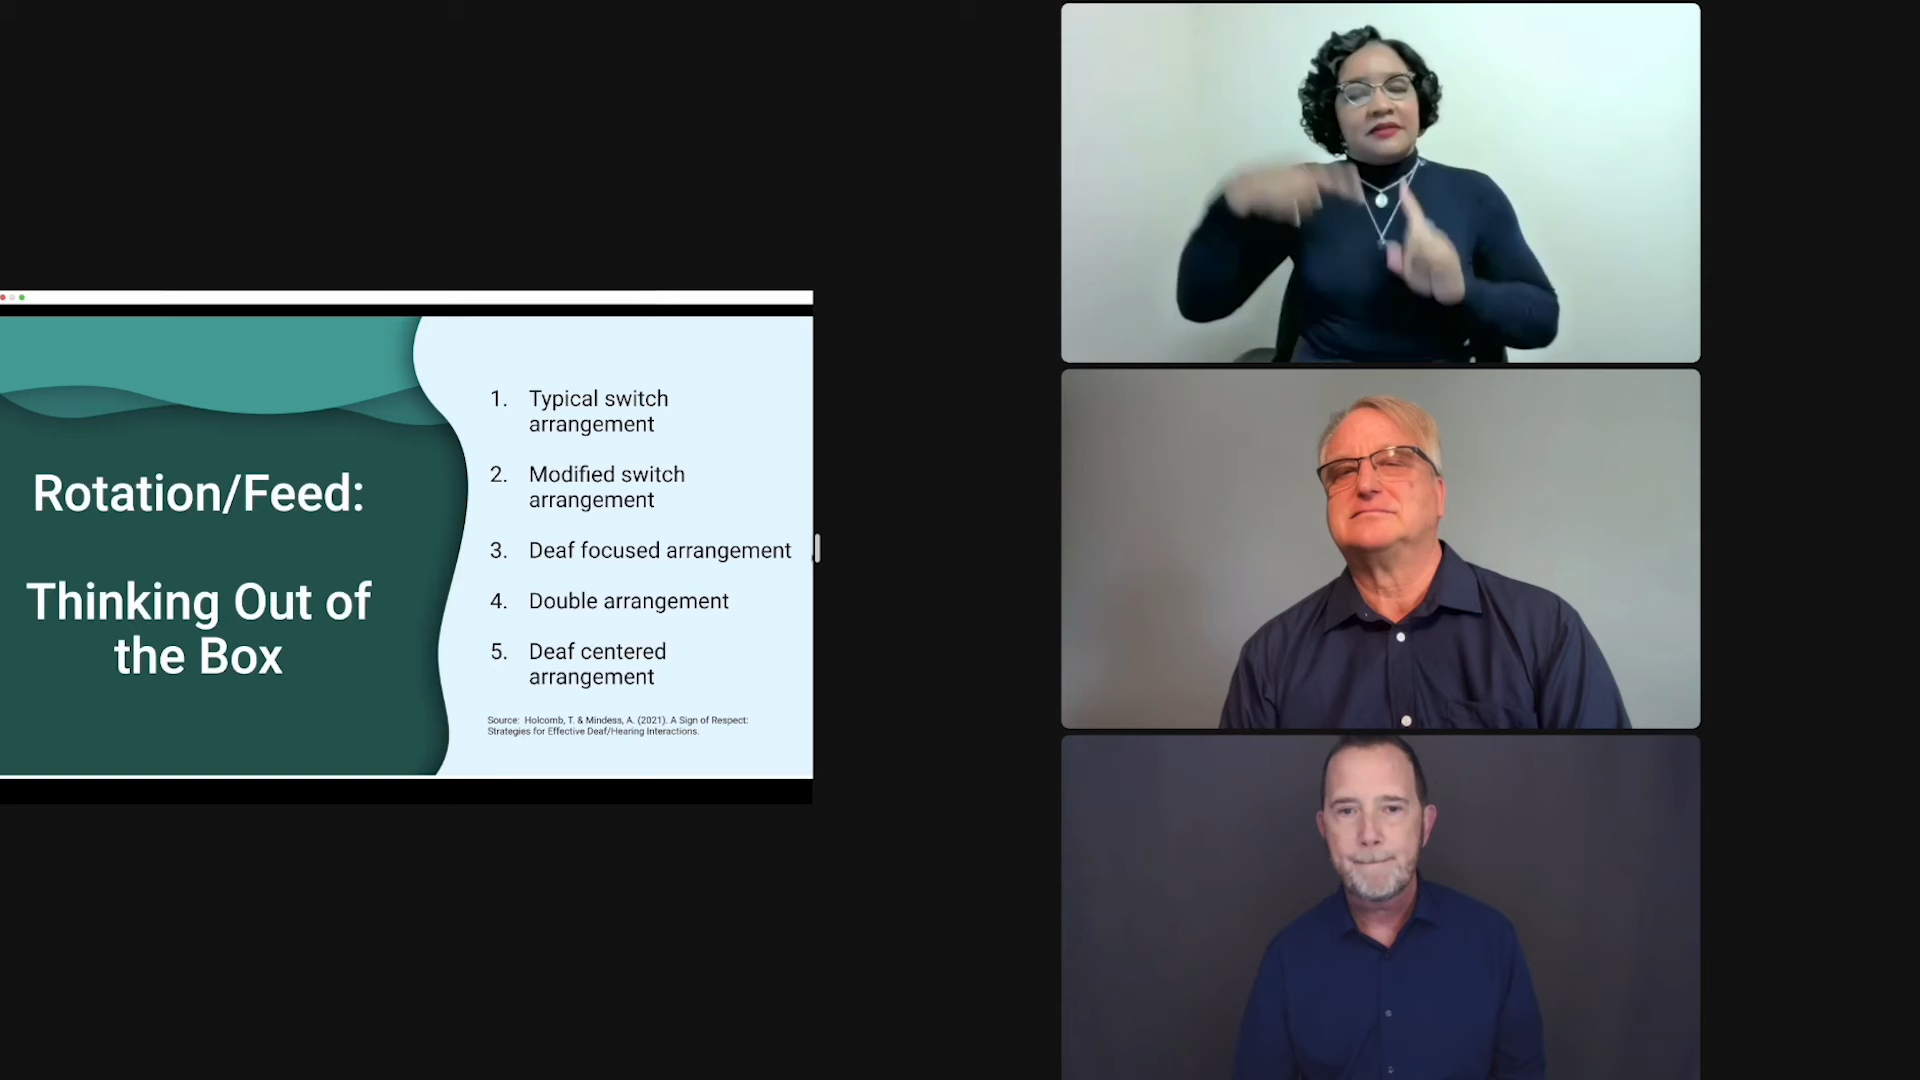 Rotation/Feed:
Thinking Out of
the Box
1. Typical switch
arrangement
2. Modified switch
arrangement
3. Deaf focused arrangement
4. Double arrangement
5. Deaf centered
arrangement
Source: Holcomb, T. & Mindess, A. (2021). A Sign of Respect:
Strategies for Effective Deaf/Hearing Interactions.